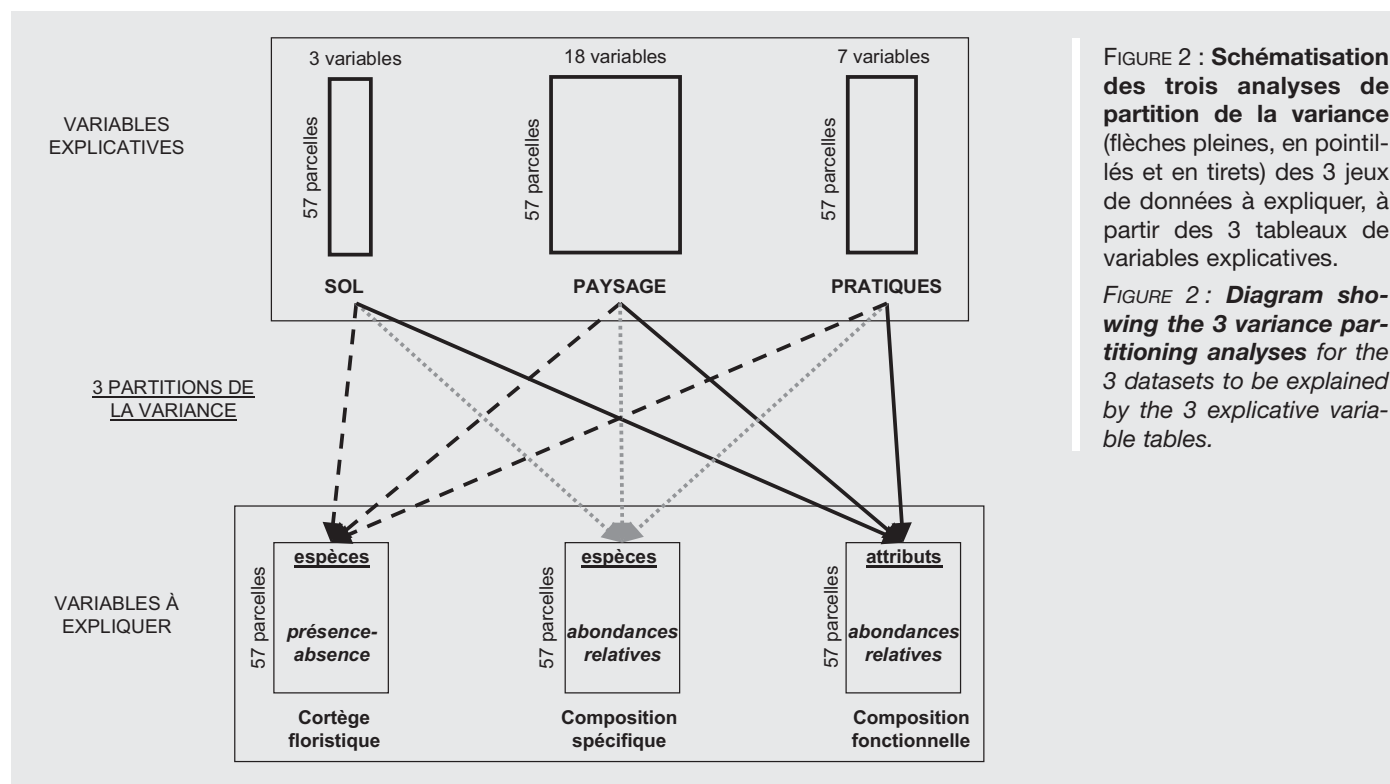 3 variables
18 variables
7 variables
VARIABLES
EXPLICATIVES
57 parcelles
57 parcelles
57 parcelles
SOL
PAYSAGE
PRATIQUES
3 PARTITIONS DE
LA VARIANCE
VARIABLES À
EXPLIQUER
57 parcelles
espèces
présence-
absence
57 parcelles
espèces
abondances
relatives
57 parcelles
attributs
abondances
relatives
Cortège
floristique
Composition
spécifique
Composition
fonctionnelle
FIGURE 2 : Schématisation
des trois analyses de
partition de la variance
(flèches pleines, en pointil-
lés et en tirets) des 3 jeux
de données à expliquer, à
partir des 3 tableaux de
variables explicatives.
FIGURE 2 : Diagram sho-
wing the 3 variance par-
titioning analyses for the
3 datasets to be explained
by the 3 explicative varia-
ble tables.